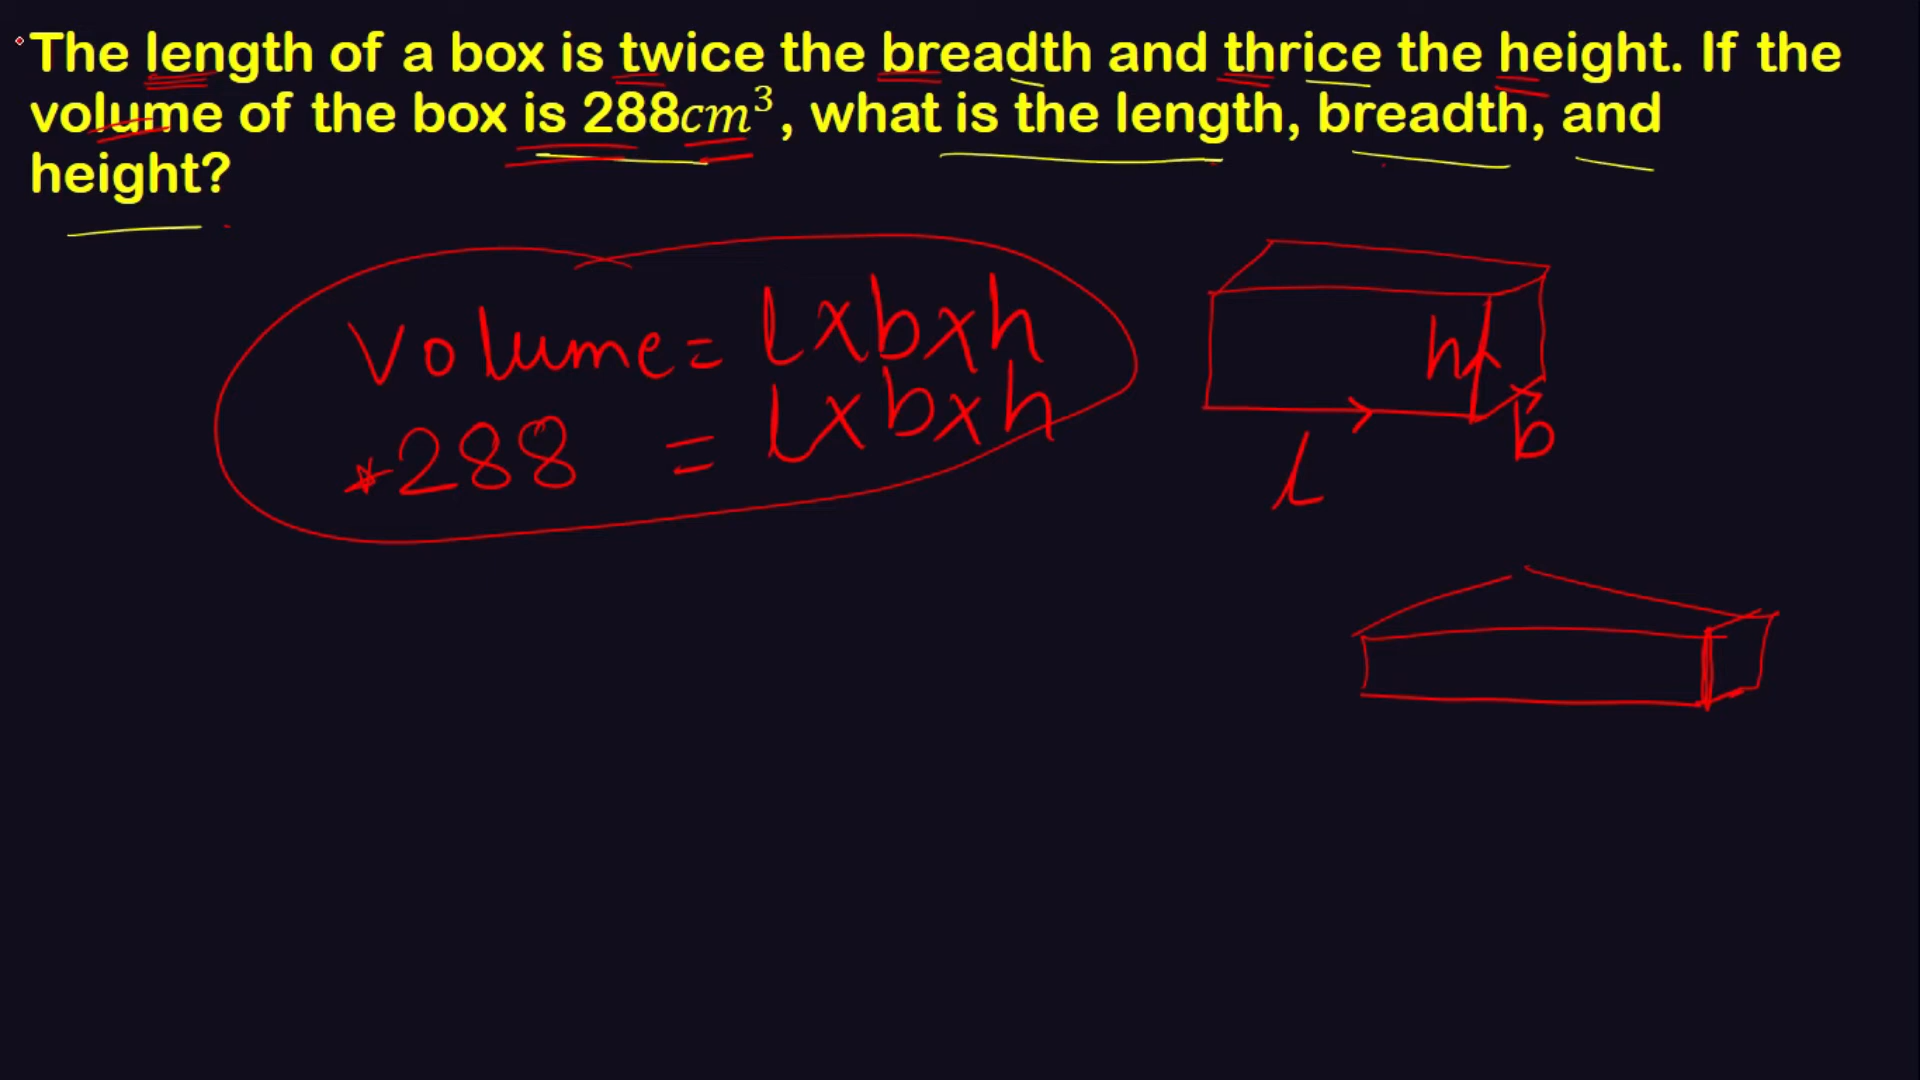 The length of a box is twice the breadth and thrice the height. If the
volume of the box is 288cm³, what is the length, breadth, and
height?
Volume = l×b×h
*288 = l×b×h
h
b
l